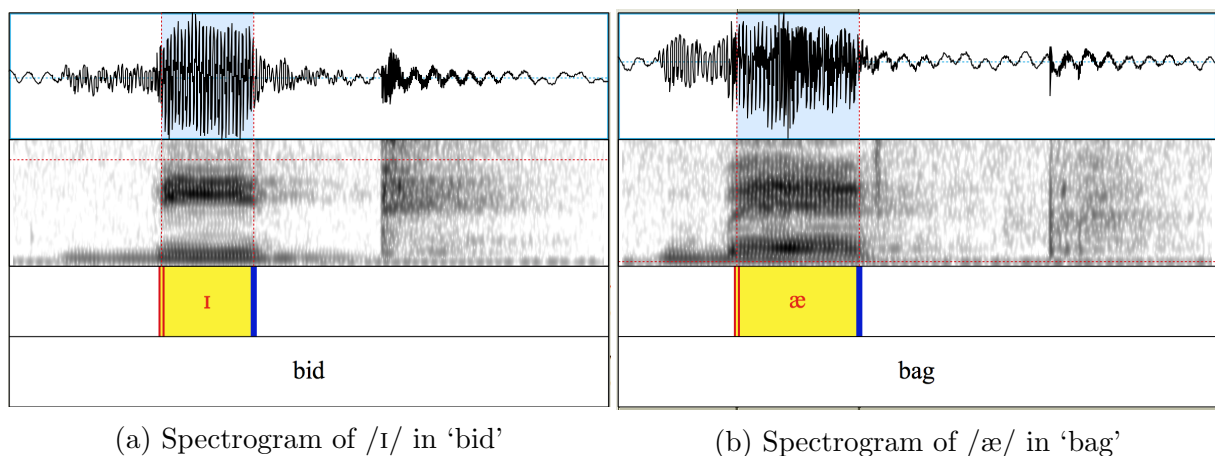 ɪ
bid
(a) Spectrogram of /ɪ/ in ‘bid’
æ
bag
(b) Spectrogram of /æ/ in ‘bag’